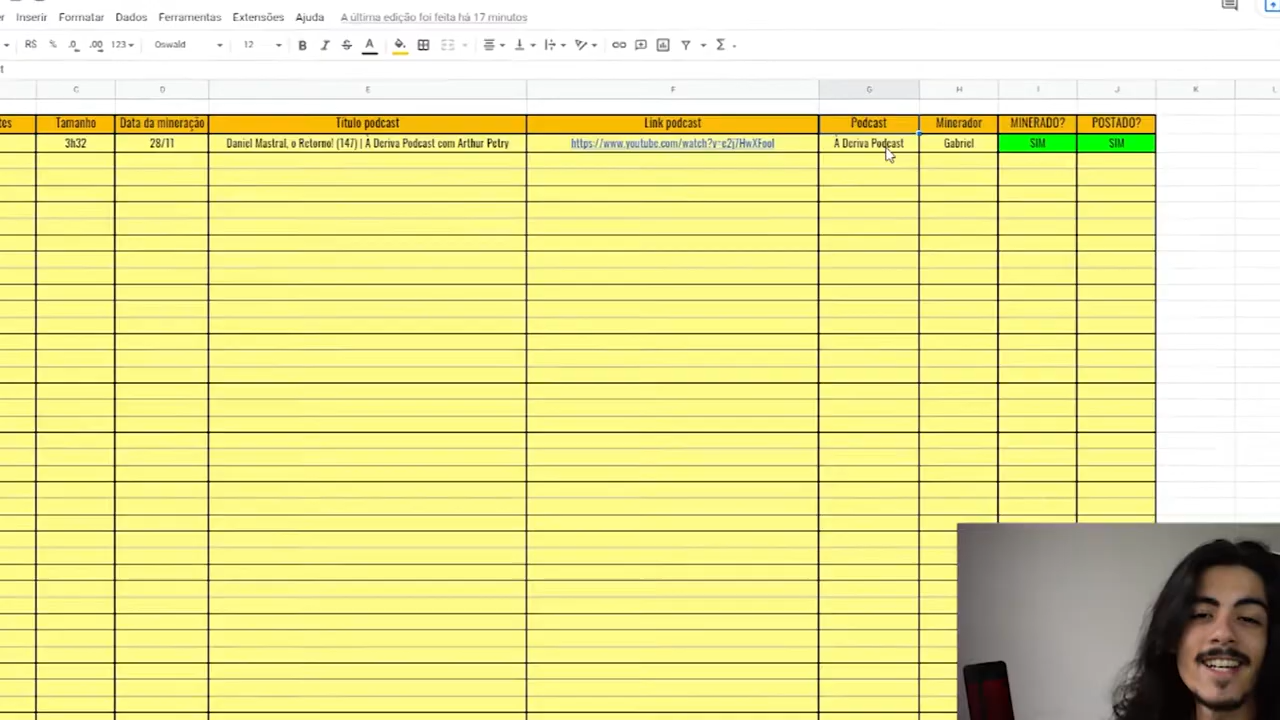 Inserir Formatar Dados Ferramentas Extensões Ajuda A última edição foi feita há 17 minutos
R$ % .0 .00 123 Oswald 12 B I S A Σ
C D E F G H I J K L
Tamanho Data da mineração Título podcast Link podcast Podcast Minerador MINERADO? POSTADO?
3h32 28/11 Daniel Mastral, o Retorno! (147) | À Deriva Podcast com Arthur Petry À Deriva Podcast Gabriel SIM SIM